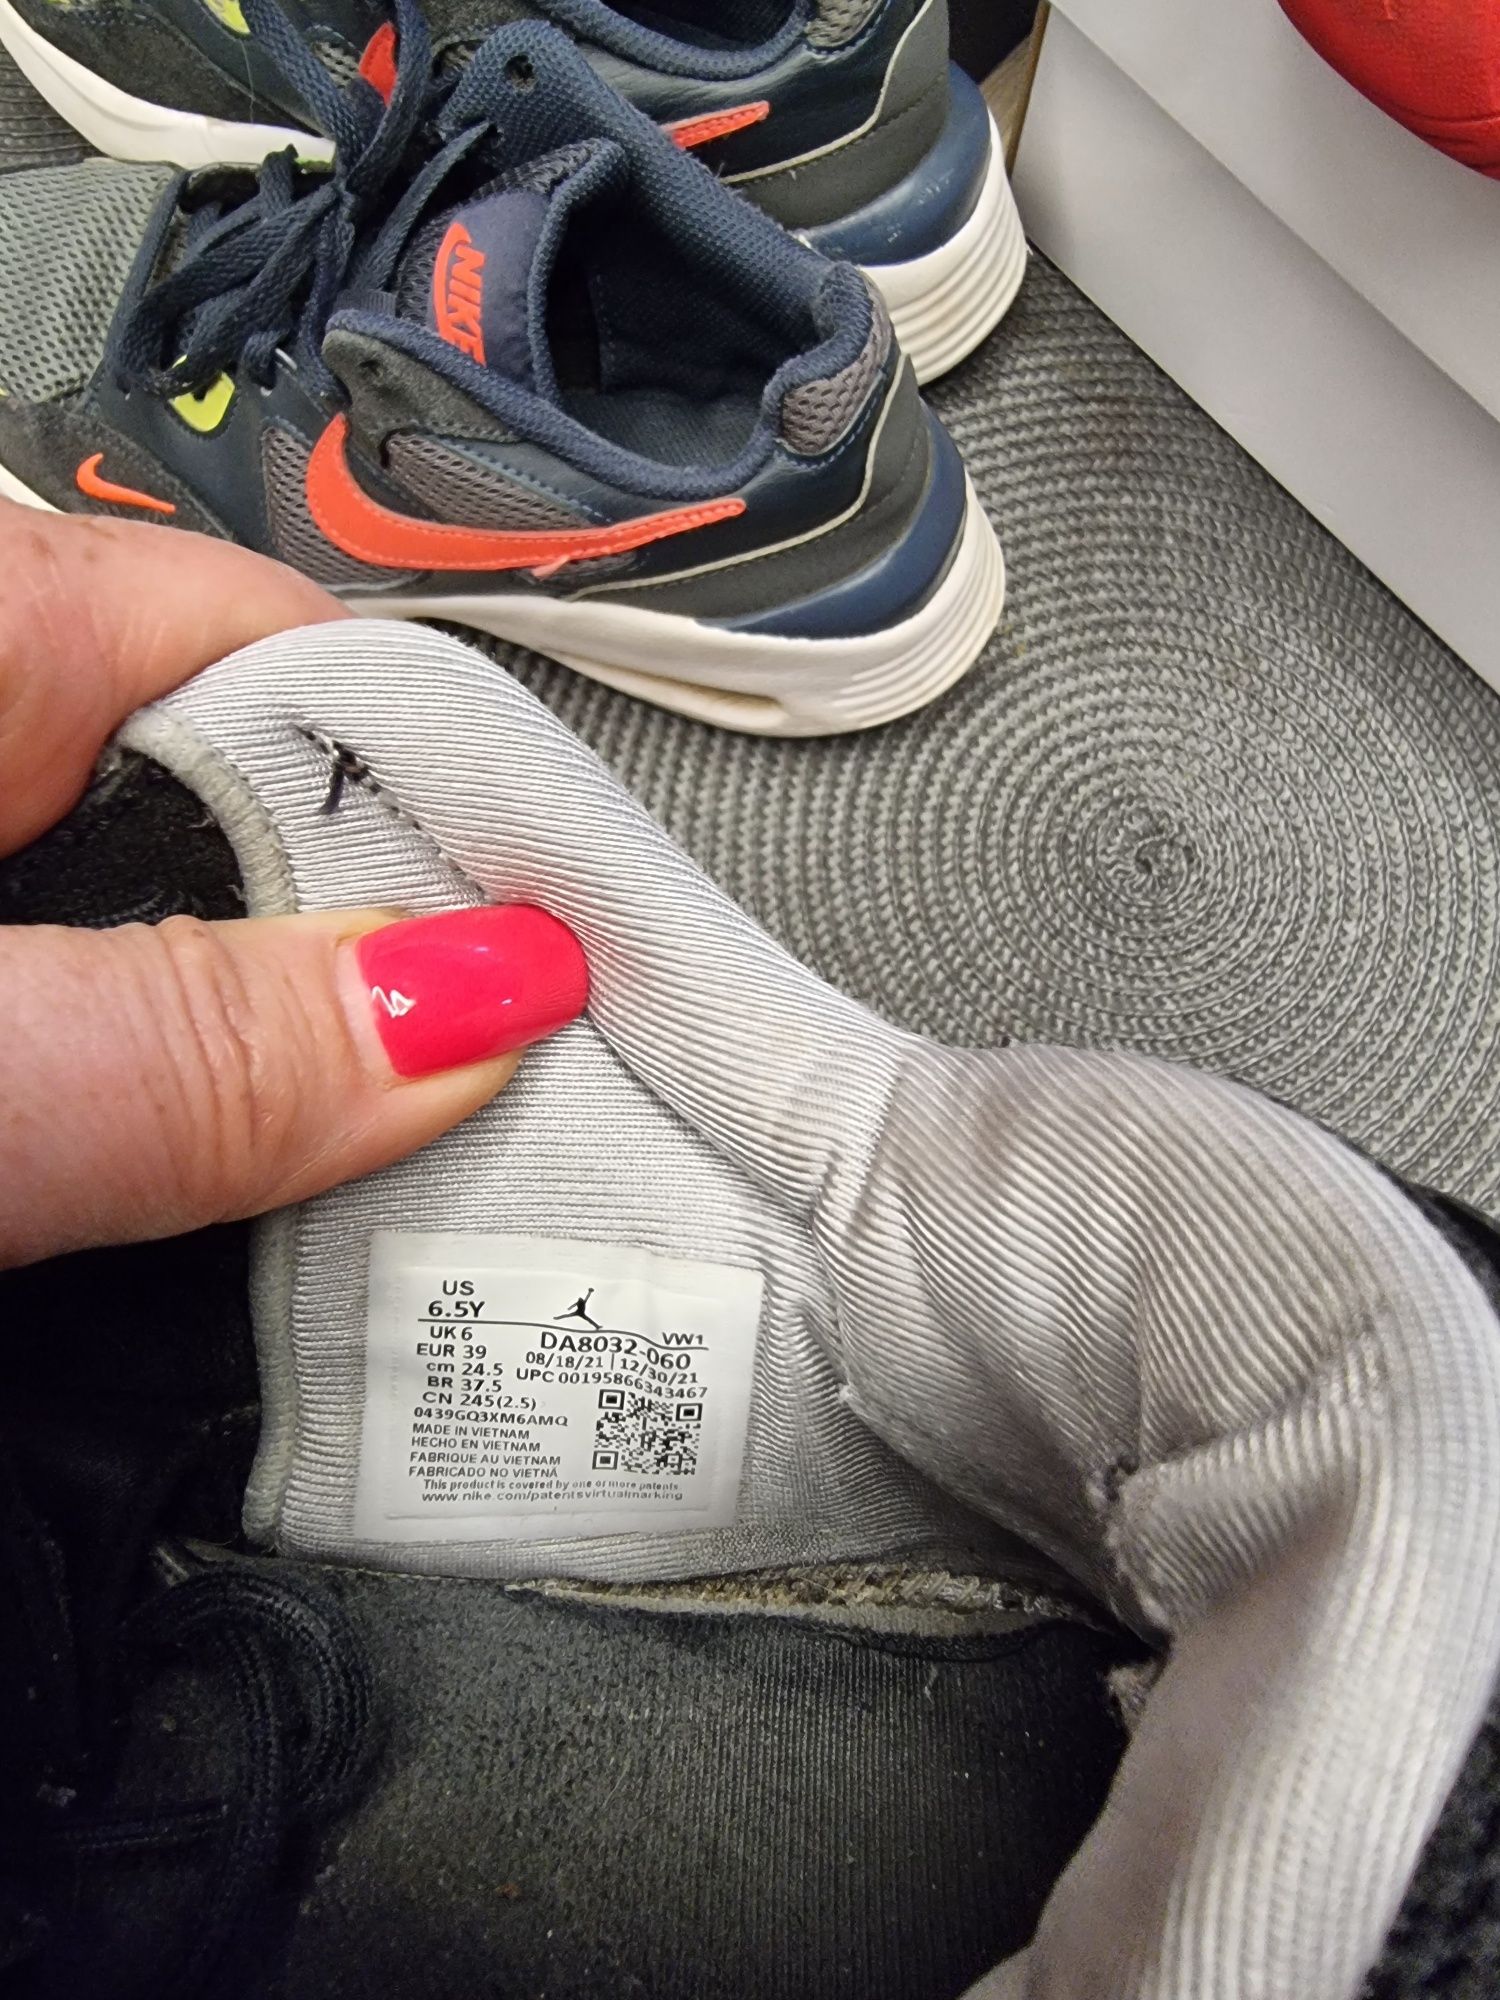 NIKE
US
6.5Y
UK 6
EUR 39
cm 24.5
BR 37.5
CN 245(2.5)
VW1
DA8032-060
08/18/21 | 12/30/21
UPC 00195866343467
0439GQ3XM6AMQ
MADE IN VIETNAM
HECHO EN VIETNAM
FABRIQUE AU VIETNAM
FABRICADO NO VIETNÃ
This product is covered by one or more patents
www.nike.com/patentsvirtualmarking